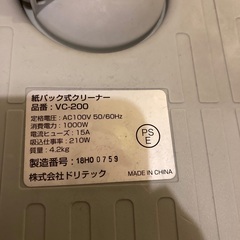 紙パック式クリーナー
品番：VC-200
定格電圧：AC100V 50/60Hz
消費電力：1000W
電流ヒューズ：15A
吸込仕事率：210W
質量：4.2kg
PS
E
製造番号：18H00759
株式会社ドリテック
MADE IN CHINA